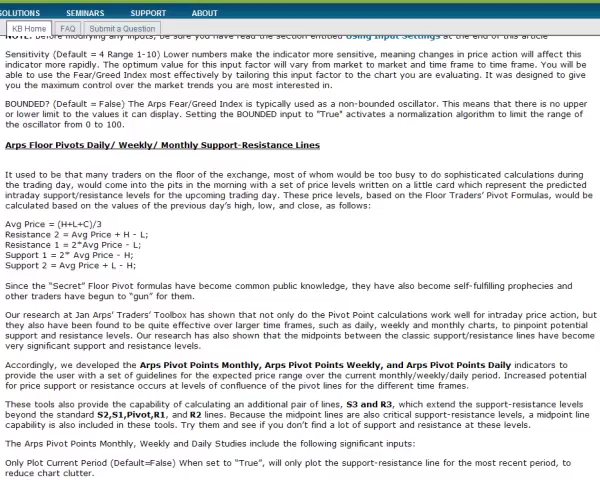 SOLUTIONS SEMINARS SUPPORT ABOUT
KB Home FAQ Submit a Question
NOTE: Before modifying any inputs, be sure you have read the section entitled Using Input Settings at the end of this article
Sensitivity (Default = 4 Range 1-10) Lower numbers make the indicator more sensitive, meaning changes in price action will affect this
indicator more rapidly. The optimum value for this input factor will vary from market to market and time frame to time frame. You will be
able to use the Fear/Greed Index most effectively by tailoring this input factor to the chart you are evaluating. It was designed to give
you the maximum control over the market trends you are most interested in.
BOUNDED? (Default = False) The Arps Fear/Greed Index is typically used as a non-bounded oscillator. This means that there is no upper
or lower limit to the values it can display. Setting the BOUNDED input to "True" activates a normalization algorithm to limit the range of
the oscillator from 0 to 100.
Arps Floor Pivots Daily/ Weekly/ Monthly Support-Resistance Lines
It used to be that many traders on the floor of the exchange, most of whom would be too busy to do sophisticated calculations during
the trading day, would come into the pits in the morning with a set of price levels written on a little card which represent the predicted
intraday support/resistance levels for the upcoming trading day. These price levels, based on the Floor Traders' Pivot Formulas, would be
calculated based on the values of the previous day's high, low, and close, as follows:
Avg Price = (H+L+C)/3
Resistance 2 = Avg Price + H - L;
Resistance 1 = 2*Avg Price - L;
Support 1 = 2* Avg Price - H;
Support 2 = Avg Price + L - H;
Since the “Secret” Floor Pivot formulas have become common public knowledge, they have also become self-fulfilling prophecies and
other traders have begun to “gun” for them.
Our research at Jan Arps' Traders' Toolbox has shown that not only do the Pivot Point calculations work well for intraday price action, but
they also have been found to be quite effective over larger time frames, such as daily, weekly and monthly charts, to pinpoint potential
support and resistance levels. Our research has also shown that the midpoints between the classic support/resistance lines have become
very significant support and resistance levels.
Accordingly, we developed the Arps Pivot Points Monthly, Arps Pivot Points Weekly, and Arps Pivot Points Daily indicators to
provide the user with a set of guidelines for the expected price range over the current monthly/weekly/daily period. Increased potential
for price support or resistance occurs at levels of confluence of the pivot lines for the different time frames.
These tools also provide the capability of calculating an additional pair of lines, S3 and R3, which extend the support-resistance levels
beyond the standard S2,S1,Pivot,R1, and R2 lines. Because the midpoint lines are also critical support-resistance levels, a midpoint line
capability is also included in these tools. Try them and see if you don't find a lot of support and resistance at these levels.
The Arps Pivot Points Monthly, Weekly and Daily Studies include the following significant inputs:
Only Plot Current Period (Default=False) When set to “True”, will only plot the support-resistance line for the most recent period, to
reduce chart clutter.